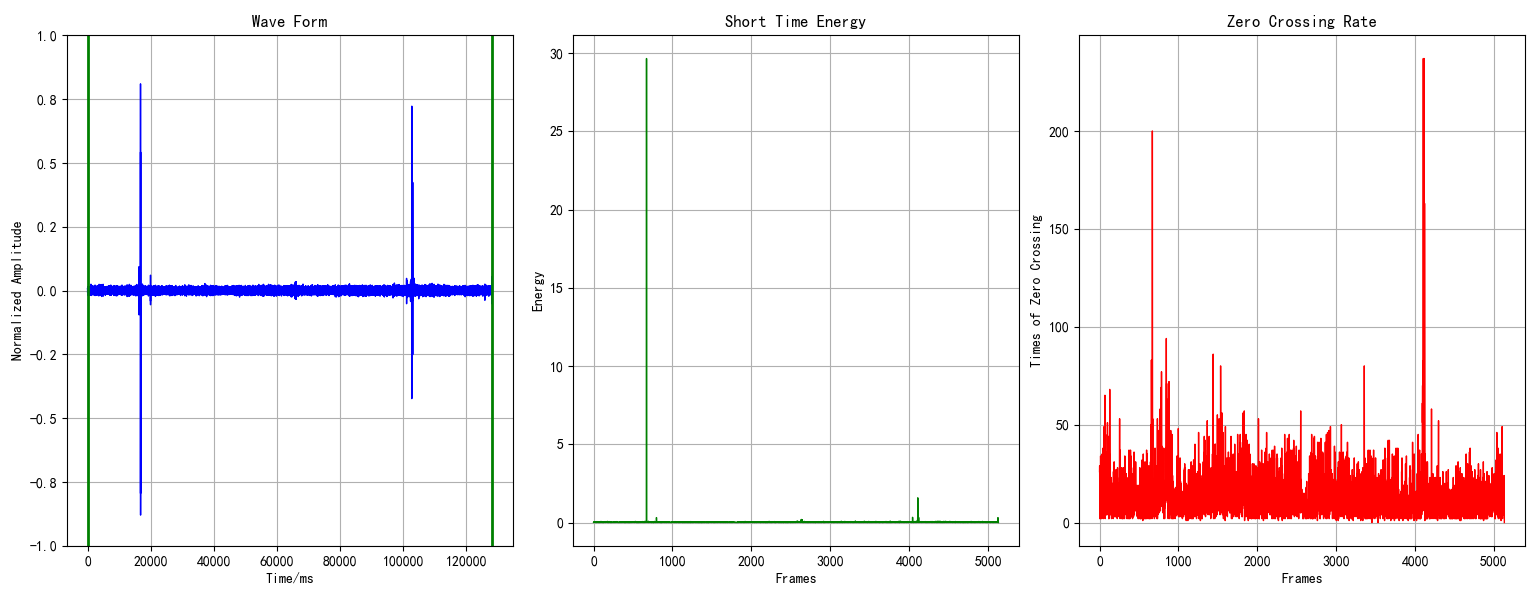 Wave Form
1.0
0.8
0.5
0.2
0.0
−0.2
−0.5
−0.8
−1.0
Normalized Amplitude
0 20000 40000 60000 80000 100000 120000
Time/ms
Short Time Energy
30
25
20
15
10
5
0
Energy
0 1000 2000 3000 4000 5000
Frames
Zero Crossing Rate
200
150
100
50
0
Times of Zero Crossing
0 1000 2000 3000 4000 5000
Frames